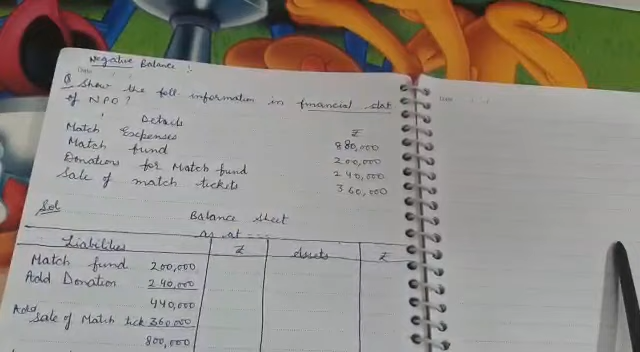 Negative Balance :
Q Show the foll information in financial stat
of NPO?
Details ₹
Match Expenses 880,000
Match fund 200,000
Donation for Match fund 240,000
Sale of match tickets 360,000
Sol Balance Sheet
as at ---
Liabilities ₹ Assets ₹
Match fund 200,000
Add Donation 240,000
440,000
Add Sale of Match tick 360,000
800,000